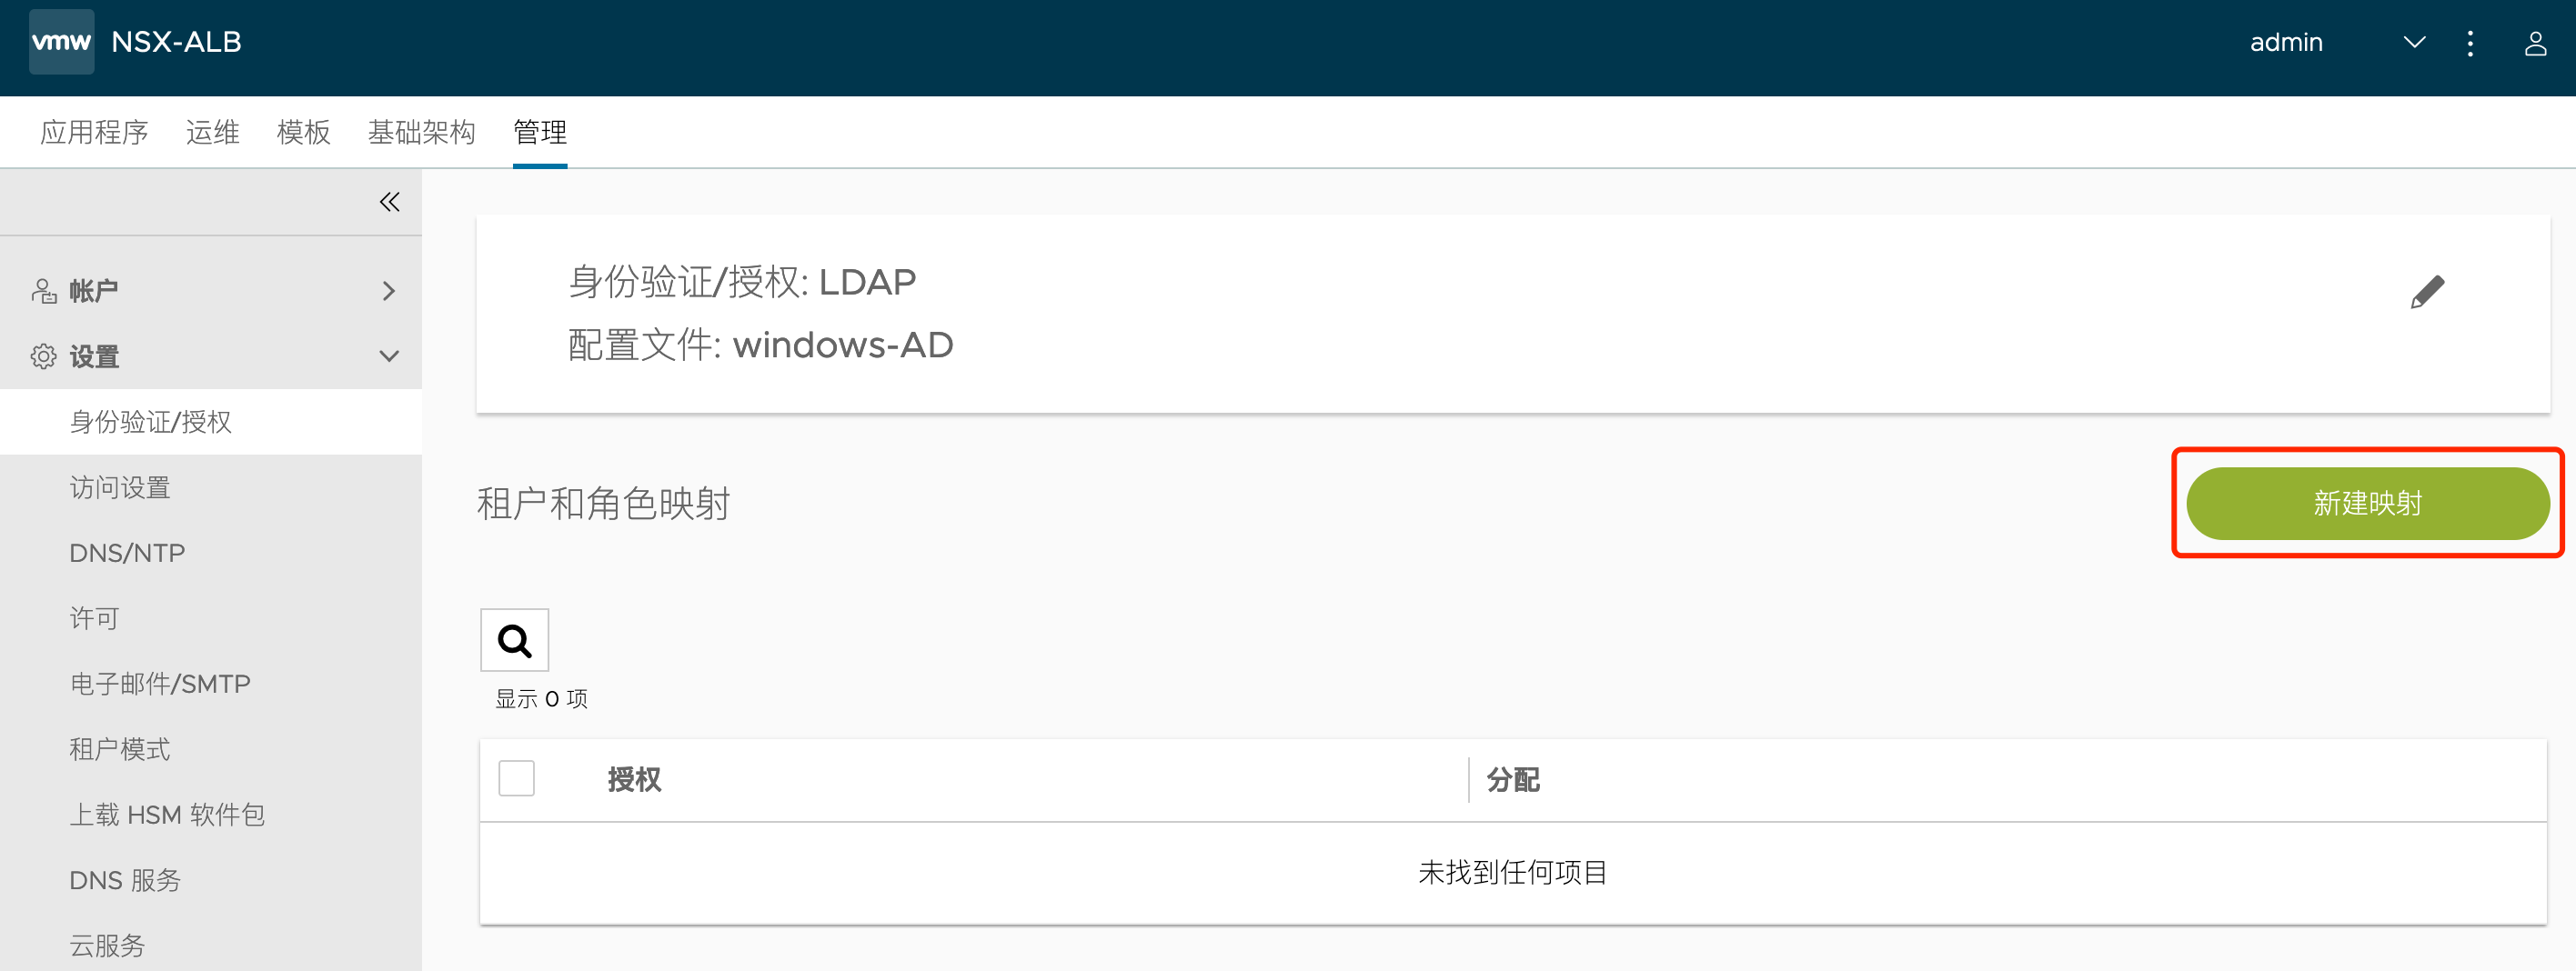 vmw NSX-ALB
admin
应用程序 运维 模板 基础架构 管理
帐户
设置
身份验证/授权
访问设置
DNS/NTP
许可
电子邮件/SMTP
租户模式
上载 HSM 软件包
DNS 服务
云服务
身份验证/授权: LDAP
配置文件: windows-AD
租户和角色映射
新建映射
显示 0 项
授权 分配
未找到任何项目